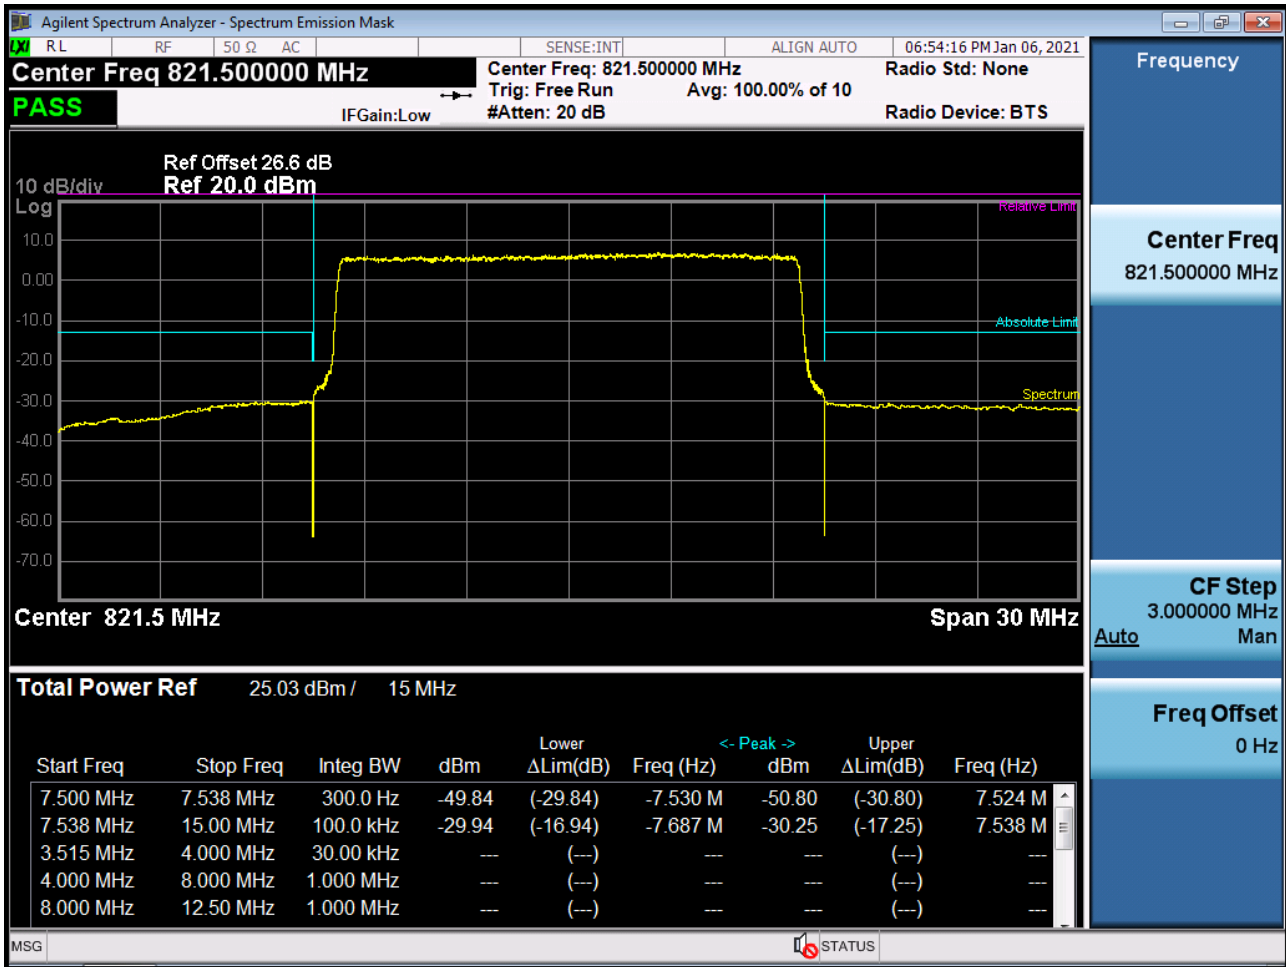 Agilent Spectrum Analyzer - Spectrum Emission Mask
LXI RL RF 50 Ω AC SENSE:INT ALIGN AUTO 06:54:16 PM Jan 06, 2021
Center Freq 821.500000 MHz
PASS
IFGain:Low
Center Freq: 821.500000 MHz
Trig: Free Run Avg: 100.00% of 10
#Atten: 20 dB
Radio Std: None
Radio Device: BTS
Ref Offset 26.6 dB
10 dB/div Ref 20.0 dBm
Log
Relative Limit
10.0
0.00
-10.0
Absolute Limit
-20.0
-30.0
Spectrum
-40.0
-50.0
-60.0
-70.0
Center 821.5 MHz Span 30 MHz
Total Power Ref 25.03 dBm / 15 MHz
Lower <- Peak -> Upper
Start Freq Stop Freq Integ BW dBm ΔLim(dB) Freq (Hz) dBm ΔLim(dB) Freq (Hz)
7.500 MHz 7.538 MHz 300.0 Hz -49.84 (-29.84) -7.530 M -50.80 (-30.80) 7.524 M
7.538 MHz 15.00 MHz 100.0 kHz -29.94 (-16.94) -7.687 M -30.25 (-17.25) 7.538 M
3.515 MHz 4.000 MHz 30.00 kHz --- (---) --- --- (---) ---
4.000 MHz 8.000 MHz 1.000 MHz --- (---) --- --- (---) ---
8.000 MHz 12.50 MHz 1.000 MHz --- (---) --- --- (---) ---
MSG STATUS
Frequency
Center Freq
821.500000 MHz
CF Step
3.000000 MHz
Auto Man
Freq Offset
0 Hz